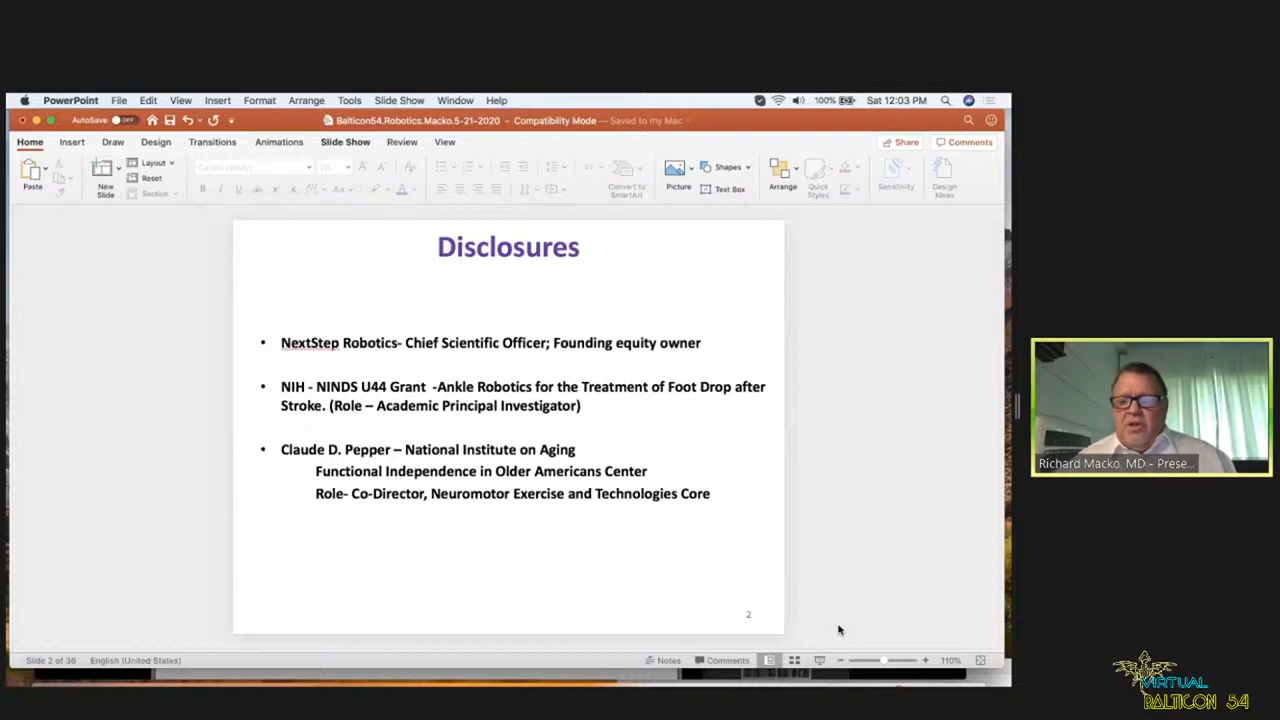 PowerPoint File Edit View Insert Format Arrange Tools Slide Show Window Help 100% Sat 12:03 PM
AutoSave OFF Balticon54.Robotics.Macko.5-21-2020 - Compatibility Mode — Saved to my Mac
Home Insert Draw Design Transitions Animations Slide Show Review View Share Comments
Paste
New Slide
Layout
Reset
Section
Convert to SmartArt
Picture
Shapes
Text Box
Arrange
Quick Styles
Sensitivity
Design Ideas
Disclosures
• NextStep Robotics- Chief Scientific Officer; Founding equity owner
• NIH - NINDS U44 Grant -Ankle Robotics for the Treatment of Foot Drop after
Stroke. (Role – Academic Principal Investigator)
• Claude D. Pepper – National Institute on Aging
Functional Independence in Older Americans Center
Role- Co-Director, Neuromotor Exercise and Technologies Core
2
Richard Macko, MD - Prese...
Slide 2 of 36 English (United States) Notes Comments 110%
VIRTUAL
BALTICON 54